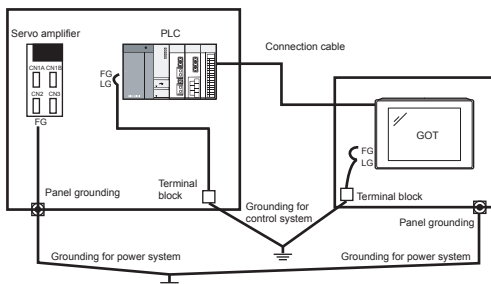 Servo amplifier
PLC
Connection cable
CN1A CN1B
CN2 CN3
FG
FG
LG
GOT
FG
LG
Panel grounding
Terminal
block
Grounding for
control system
Terminal block
Panel grounding
Grounding for power system
Grounding for power system